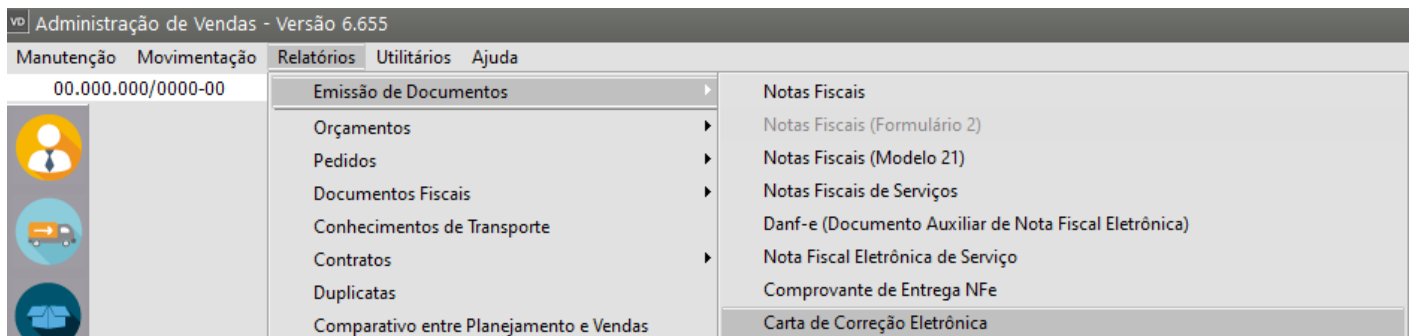 VD Administração de Vendas - Versão 6.655
Manutenção Movimentação Relatórios Utilitários Ajuda
00.000.000/0000-00
Emissão de Documentos
Orçamentos
Pedidos
Documentos Fiscais
Conhecimentos de Transporte
Contratos
Duplicatas
Comparativo entre Planejamento e Vendas
Notas Fiscais
Notas Fiscais (Formulário 2)
Notas Fiscais (Modelo 21)
Notas Fiscais de Serviços
Danf-e (Documento Auxiliar de Nota Fiscal Eletrônica)
Nota Fiscal Eletrônica de Serviço
Comprovante de Entrega NFe
Carta de Correção Eletrônica